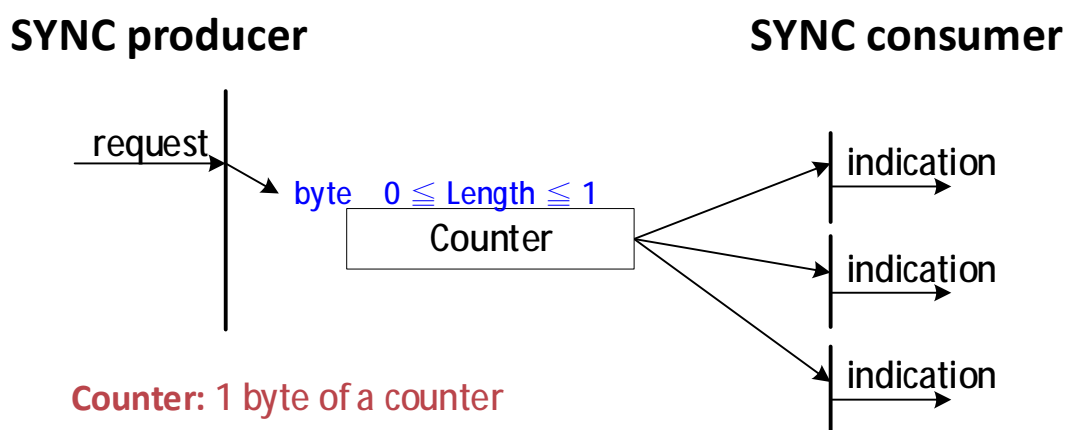 SYNC producer
SYNC consumer
request
indication
byte 0 ≦ Length ≦ 1
Counter
indication
indication
Counter: 1 byte of a counter